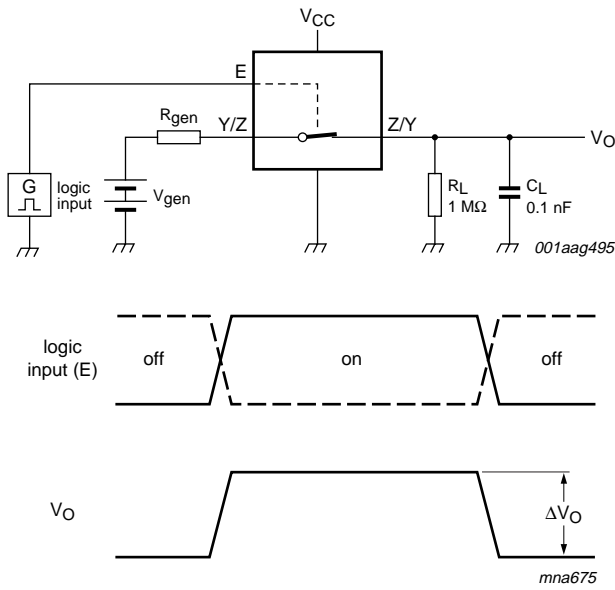 VCC
E
Rgen
Y/Z
Z/Y
VO
G
logic
input
Vgen
RL
1 MΩ
CL
0.1 nF
001aag495
logic
input (E)
off
on
off
VO
ΔVO
mna675